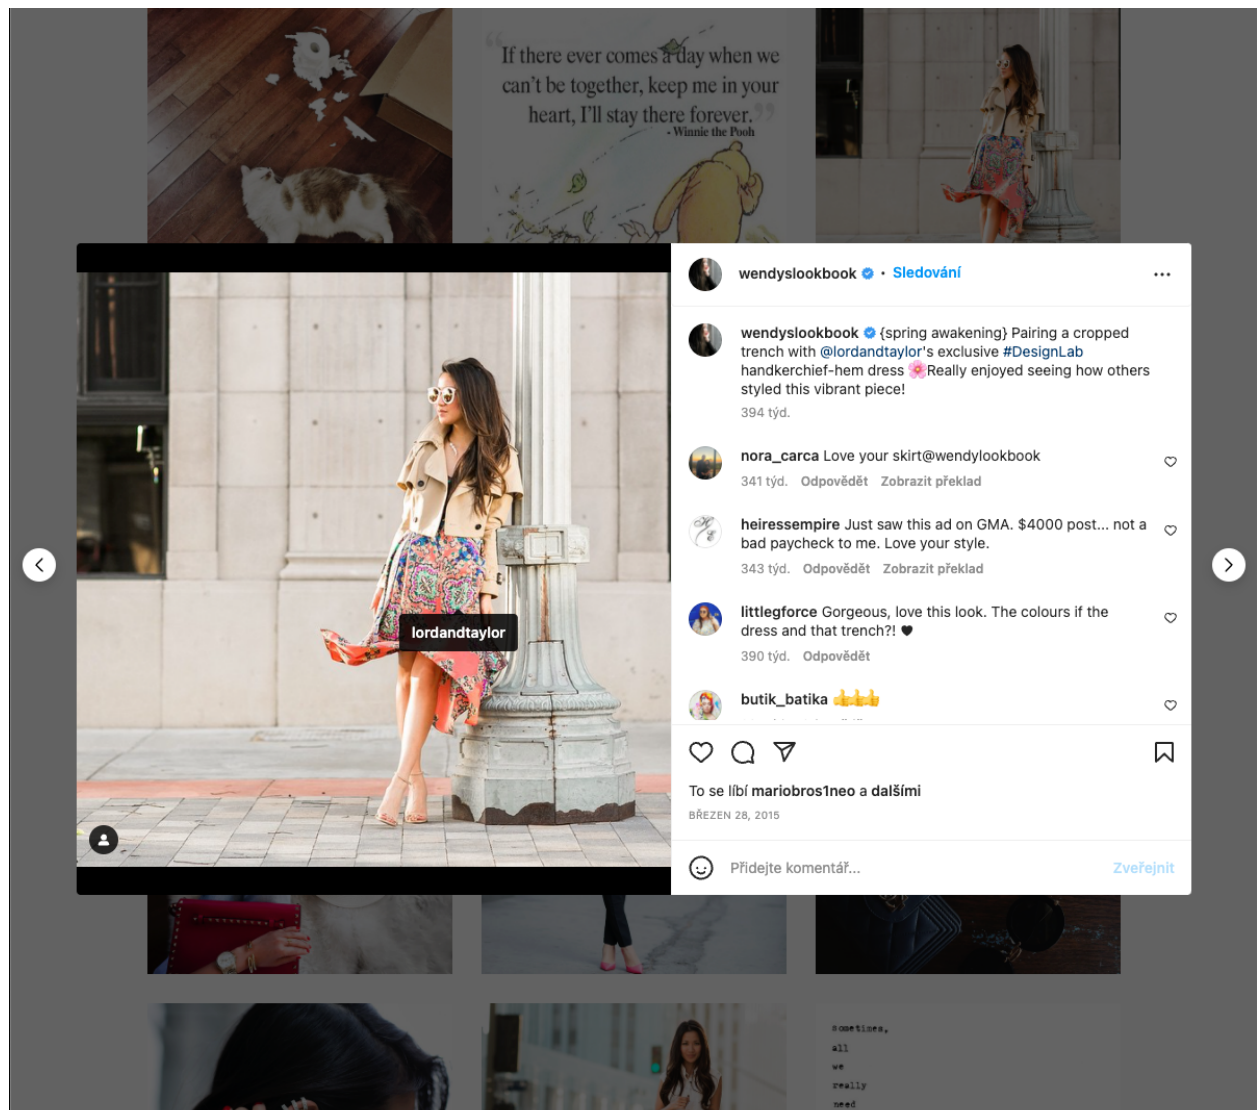 “If there ever comes a day when we
can't be together, keep me in your
heart, I'll stay there forever.”
- Winnie the Pooh
wendyslookbook • Sledování
wendyslookbook {spring awakening} Pairing a cropped
trench with @lordandtaylor's exclusive #DesignLab
handkerchief-hem dress 🌸Really enjoyed seeing how others
styled this vibrant piece!
394 týd.
nora_carca Love your skirt@wendylookbook
341 týd. Odpovědět Zobrazit překlad
heiressempire Just saw this ad on GMA. $4000 post... not a
bad paycheck to me. Love your style.
343 týd. Odpovědět Zobrazit překlad
littlegforce Gorgeous, love this look. The colours if the
dress and that trench?! 🖤
390 týd. Odpovědět
butik_batika 👍👍👍
lordandtaylor
To se líbí mariobros1neo a dalšími
BŘEZEN 28, 2015
Přidejte komentář...
Zveřejnit
Sometimes,
all
we
really
need